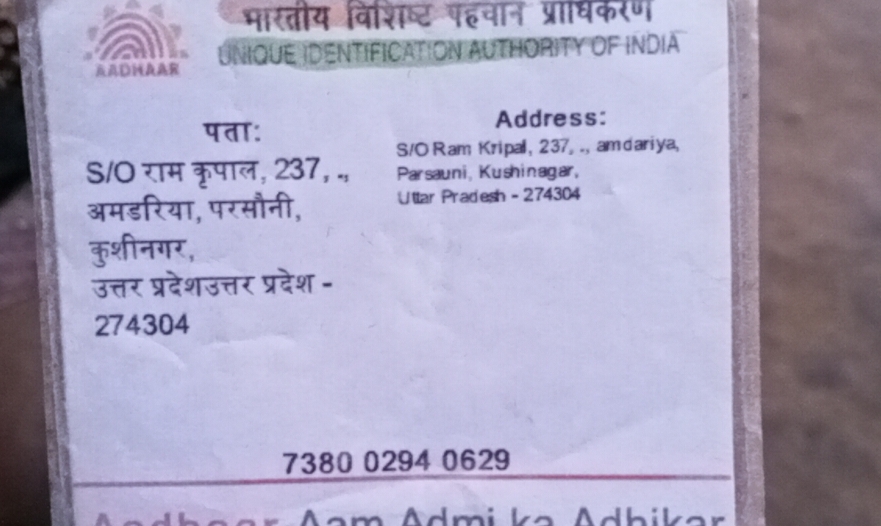 भारतीय विशिष्ट पहचान प्राधिकरण
UNIQUE IDENTIFICATION AUTHORITY OF INDIA
AADHAAR
पता:
S/O राम कृपाल, 237, .,
अमडरिया, परसौनी,
कुशीनगर,
उत्तर प्रदेशउत्तर प्रदेश -
274304
Address:
S/O Ram Kripal, 237, ., amdariya,
Parsauni, Kushinagar,
Uttar Pradesh - 274304
7380 0294 0629
Aadhaar Aam Admi ka Adhikar